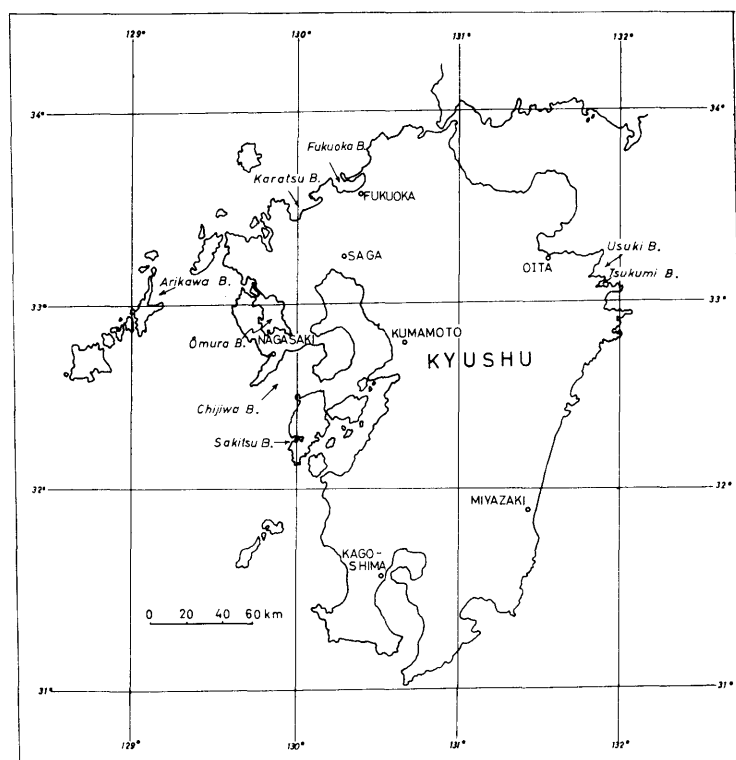 129° 130° 131° 132°
34° 34°
Fukuoka B.
Karatsu B.
FUKUOKA
Usuki B.
SAGA
OITA
Tsukumi B.
Arikawa B.
33° 33°
NAGASAKI
KUMAMOTO
Ōmura B.
KYUSHU
Chijiwa B.
Sakitsu B.
32° 32°
MIYAZAKI
KAGO-
SHIMA
0 20 40 60 km
31° 31°
129° 130° 131° 132°